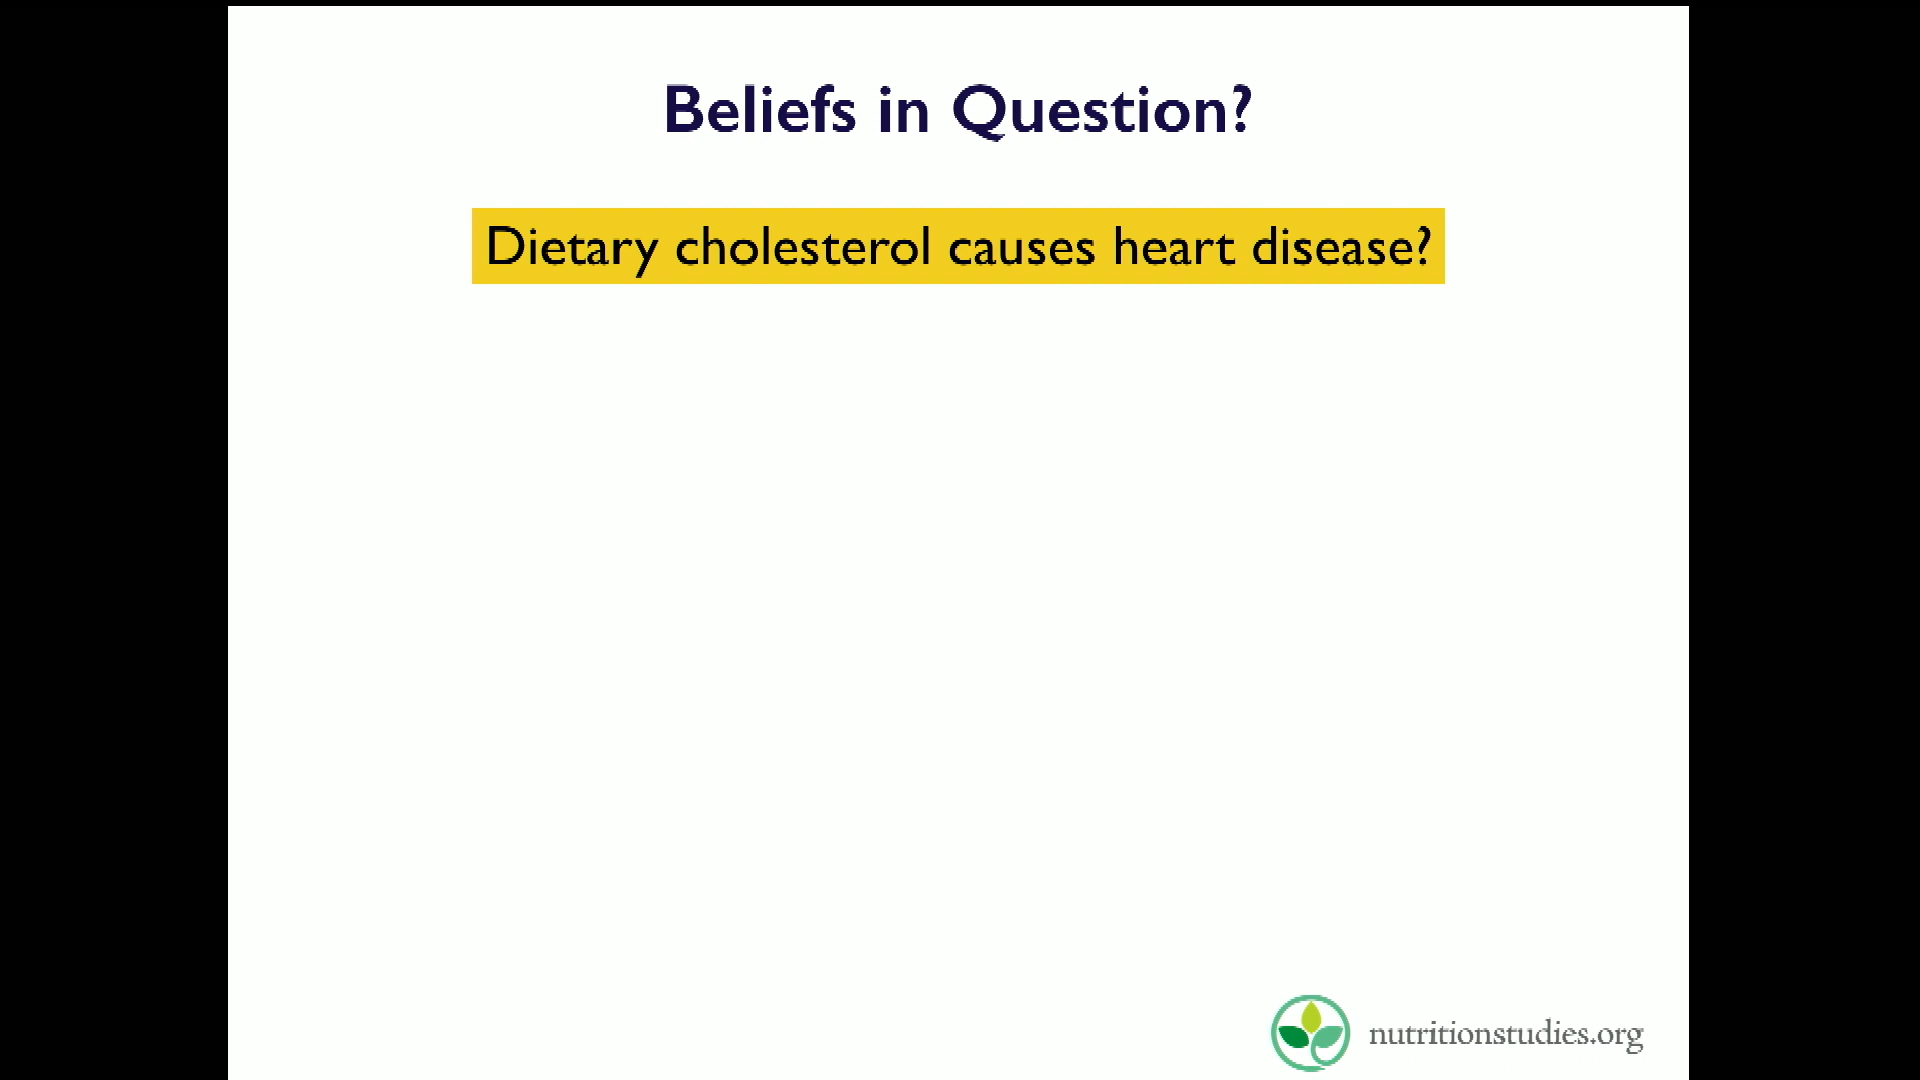 Beliefs in Question?
Dietary cholesterol causes heart disease?
nutritionstudies.org